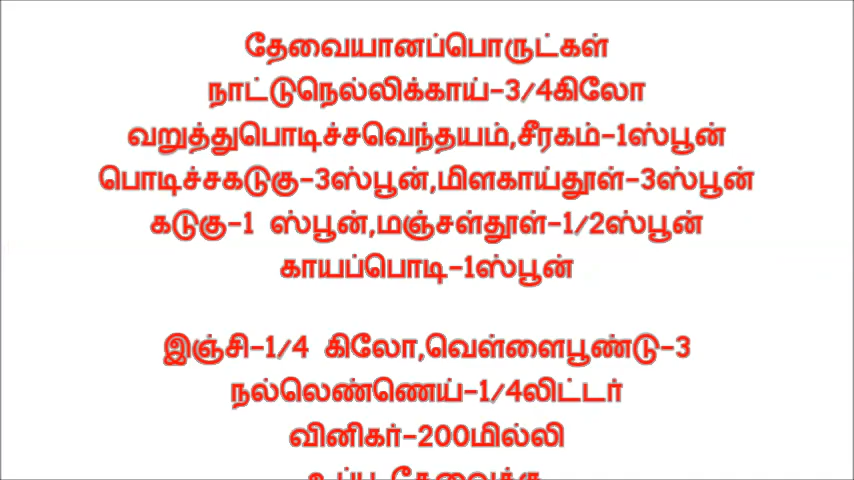 தேவையானப்பொருட்கள்
நாட்டுநெல்லிக்காய்-3/4கிலோ
வறுத்துபொடிச்சவெந்தயம்,சீரகம்-1ஸ்பூன்
பொடிச்சகடுகு-3ஸ்பூன்,மிளகாய்தூள்-3ஸ்பூன்
கடுகு-1 ஸ்பூன்,மஞ்சள்தூள்-1/2ஸ்பூன்
காயப்பொடி-1ஸ்பூன்
இஞ்சி-1/4 கிலோ,வெள்ளைபூண்டு-3
நல்லெண்ணெய்-1/4லிட்டர்
வினிகர்-200மில்லி
உப்பு தேவைக்கு